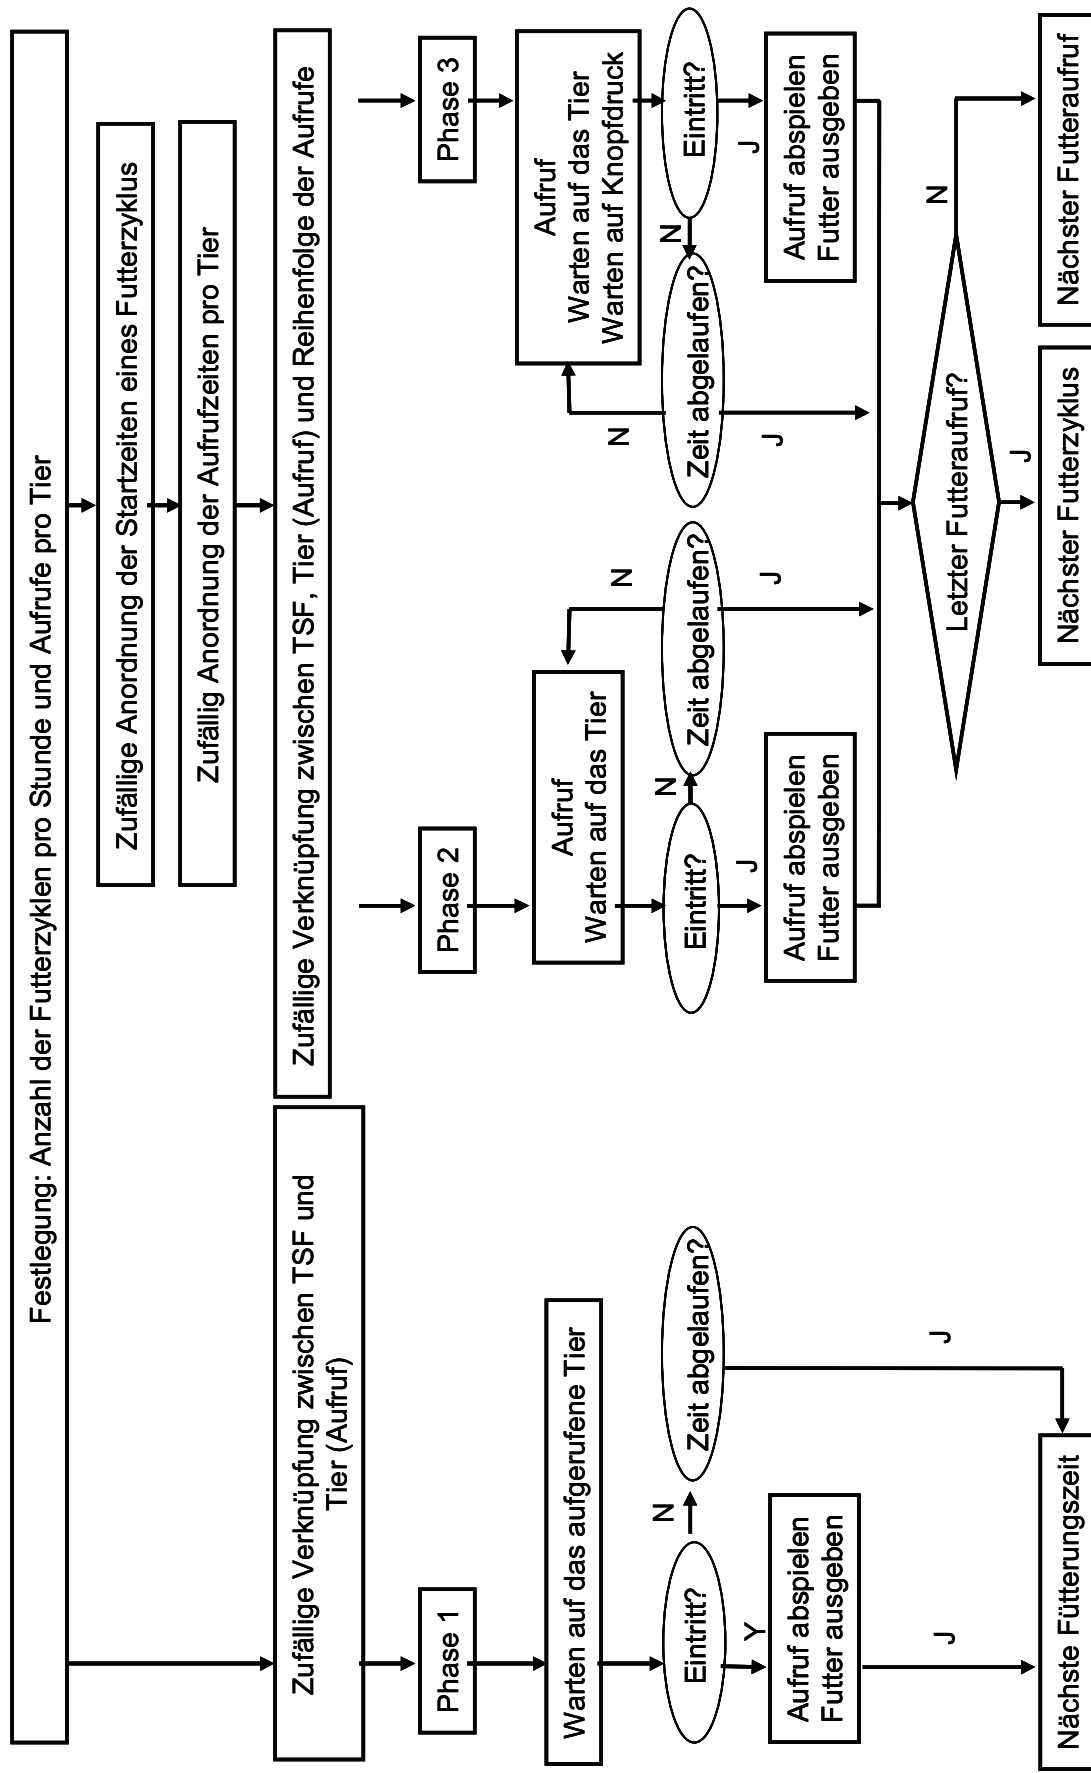 Festlegung: Anzahl der Futterzyklen pro Stunde und Aufrufe pro Tier
Zufällige Anordnung der Startzeiten eines Futterzyklus
Zufällig Anordnung der Aufrufzeiten pro Tier
Zufällige Verknüpfung zwischen TSF und
Tier (Aufruf)
Zufällige Verknüpfung zwischen TSF, Tier (Aufruf) und Reihenfolge der Aufrufe
Phase 1
Phase 2
Phase 3
Warten auf das aufgerufene Tier
Aufruf
Warten auf das Tier
Aufruf
Warten auf das Tier
Warten auf Knopfdruck
N
N
Eintritt?
N
Zeit abgelaufen?
Eintritt?
N
Zeit abgelaufen?
Zeit abgelaufen?
N
Eintritt?
Y
J
J
J
J
Aufruf abspielen
Futter ausgeben
Aufruf abspielen
Futter ausgeben
Aufruf abspielen
Futter ausgeben
J
J
Letzter Futteraufruf?
N
J
Nächste Fütterungszeit
Nächster Futterzyklus
Nächster Futteraufruf